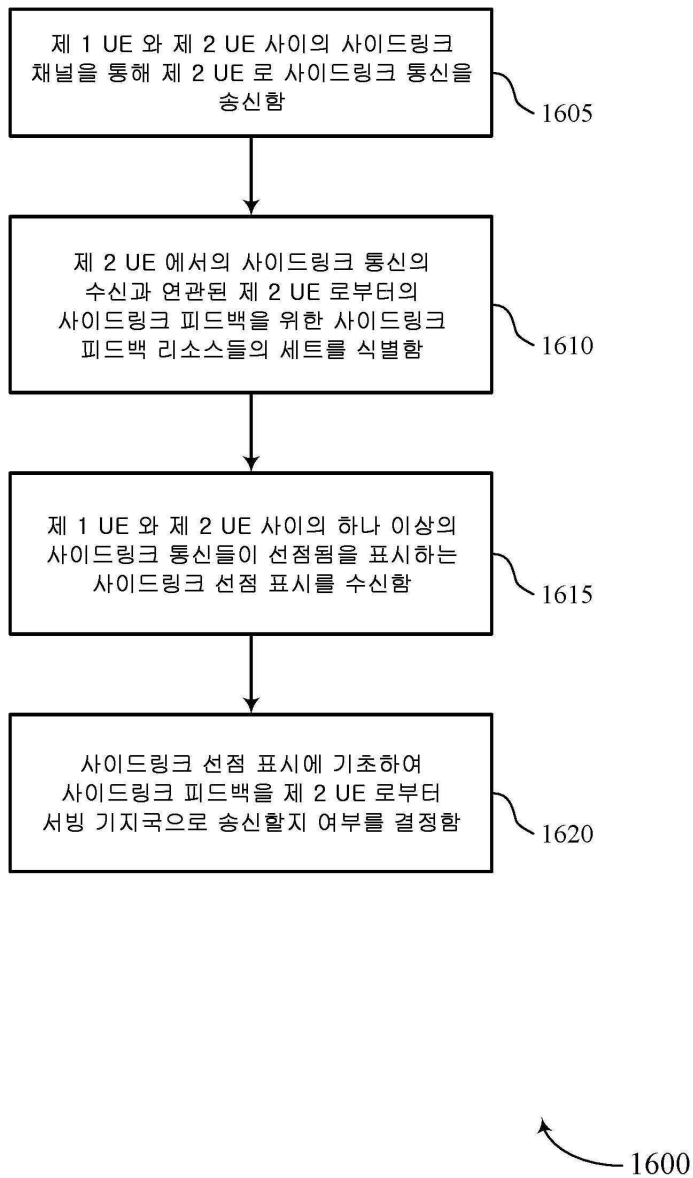 제 1 UE 와 제 2 UE 사이의 사이드링크
채널을 통해 제 2 UE 로 사이드링크 통신을
송신함
1605
제 2 UE 에서의 사이드링크 통신의
수신과 연관된 제 2 UE 로부터의
사이드링크 피드백을 위한 사이드링크
피드백 리소스들의 세트를 식별함
1610
제 1 UE 와 제 2 UE 사이의 하나 이상의
사이드링크 통신들이 선점됨을 표시하는
사이드링크 선점 표시를 수신함
1615
사이드링크 선점 표시에 기초하여
사이드링크 피드백을 제 2 UE 로부터
서빙 기지국으로 송신할지 여부를 결정함
1620
1600